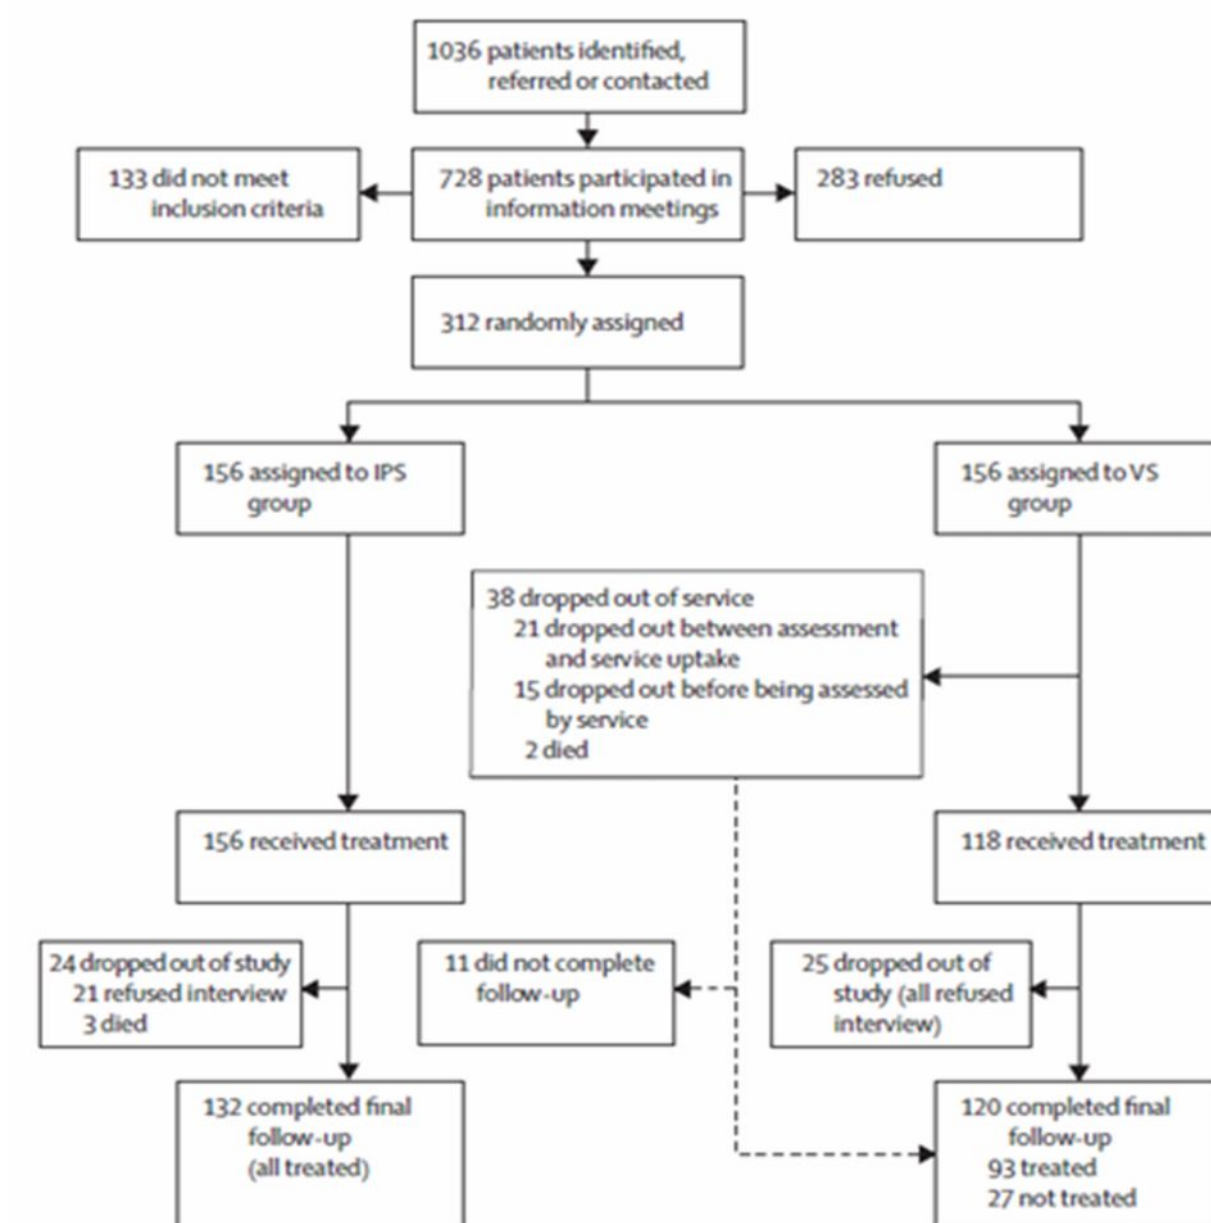 1036 patients identified,
referred or contacted
133 did not meet
inclusion criteria
728 patients participated in
information meetings
283 refused
312 randomly assigned
156 assigned to IPS
group
156 assigned to VS
group
38 dropped out of service
21 dropped out between assessment
and service uptake
15 dropped out before being assessed
by service
2 died
156 received treatment
118 received treatment
24 dropped out of study
21 refused interview
3 died
11 did not complete
follow-up
25 dropped out of
study (all refused
interview)
132 completed final
follow-up
(all treated)
120 completed final
follow-up
93 treated
27 not treated